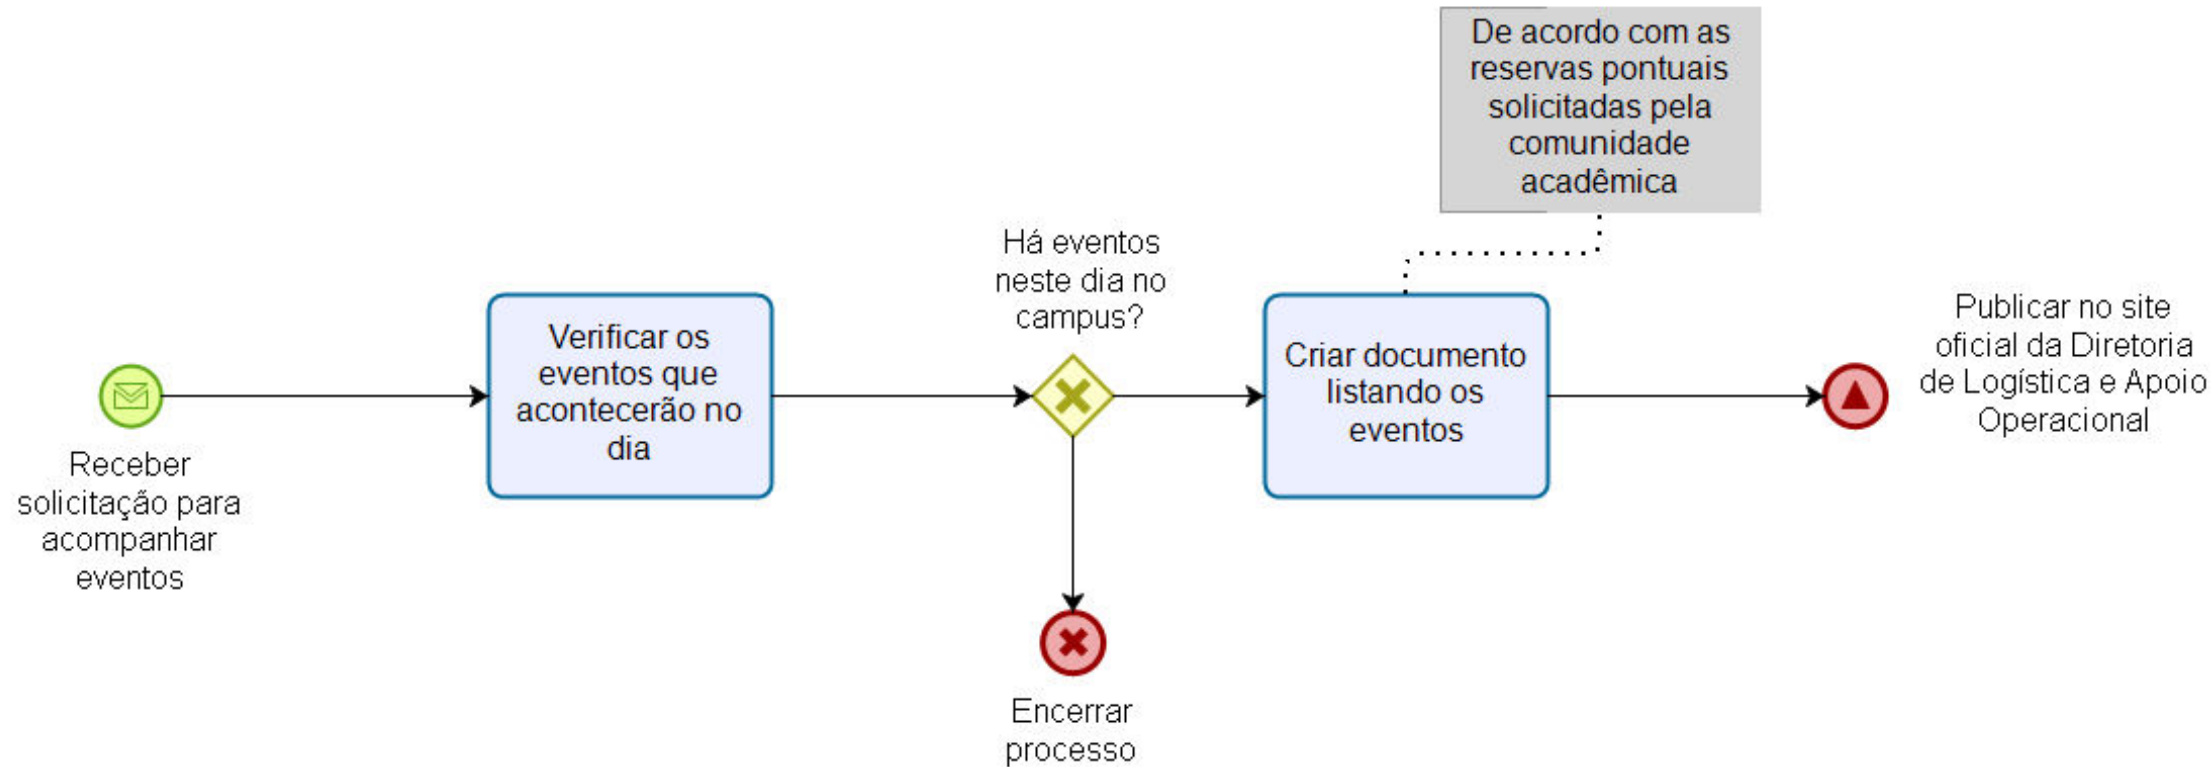 De acordo com as
reservas pontuais
solicitadas pela
comunidade
acadêmica
Há eventos
neste dia no
campus?
Publicar no site
oficial da Diretoria
de Logística e Apoio
Operacional
Verificar os
eventos que
acontecerão no
dia
Criar documento
listando os
eventos
Receber
solicitação para
acompanhar
eventos
Encerrar
processo